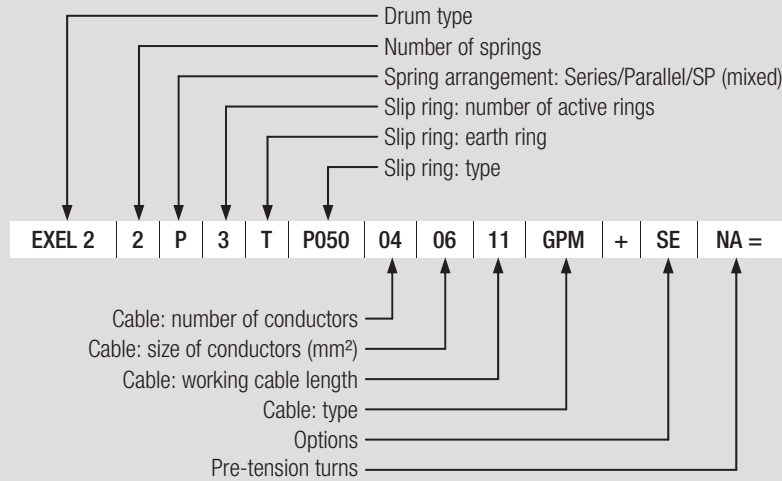 Drum type
Number of springs
Spring arrangement: Series/Parallel/SP (mixed)
Slip ring: number of active rings
Slip ring: earth ring
Slip ring: type
EXEL 2 2 P 3 T P050 04 06 11 GPM + SE NA =
Cable: number of conductors
Cable: size of conductors (mm²)
Cable: working cable length
Cable: type
Options
Pre-tension turns